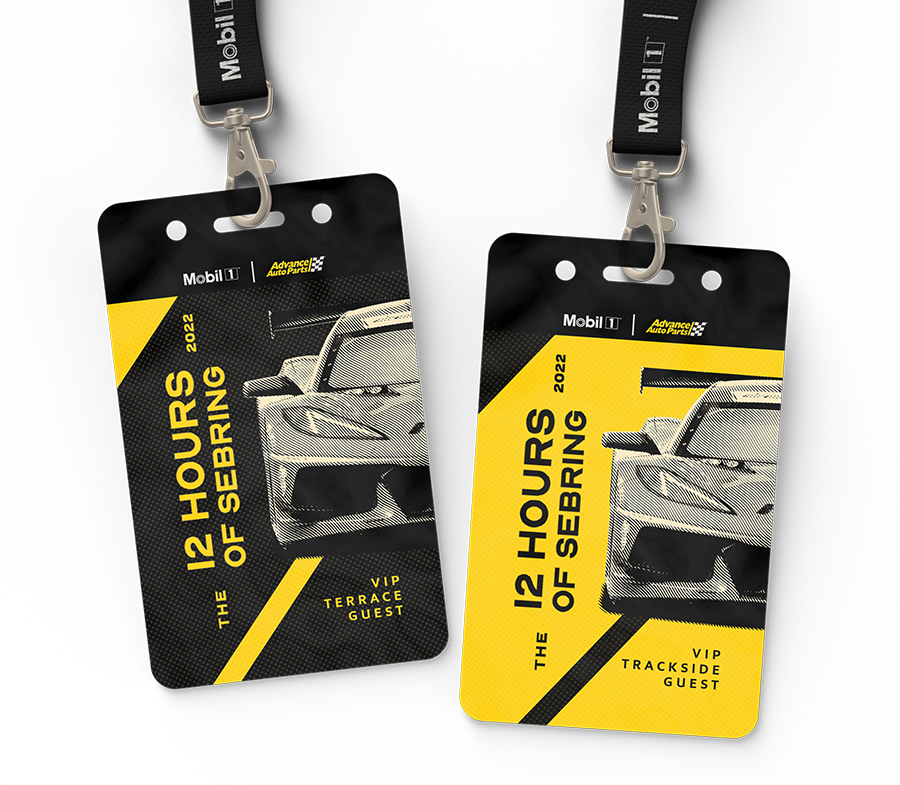 Mobil 1
Mobil 1
Mobil 1 | Advance Auto Parts
THE
12 HOURS
OF SEBRING
2022
VIP
TERRACE
GUEST
Mobil 1 | Advance Auto Parts
THE
12 HOURS
OF SEBRING
2022
VIP
TRACKSIDE
GUEST